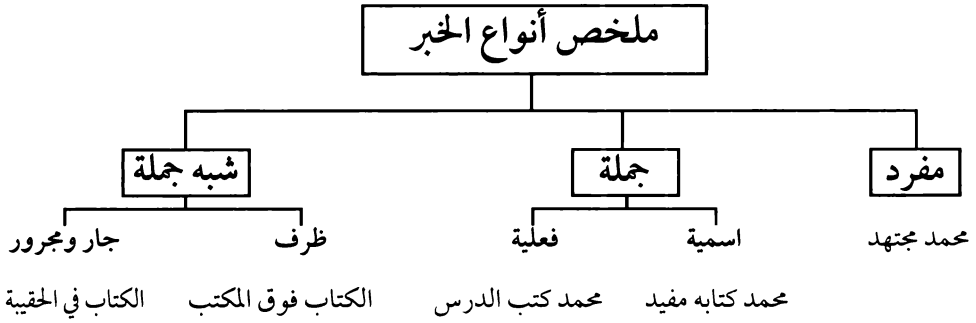 ملخص أنواع الخبر
مفرد
جملة
شبه جملة
محمد مجتهد
اسمية
فعلية
ظرف
جار ومجرور
محمد كتابه مفيد
محمد كتب الدرس
الكتاب فوق المكتب
الكتاب في الحقيبة